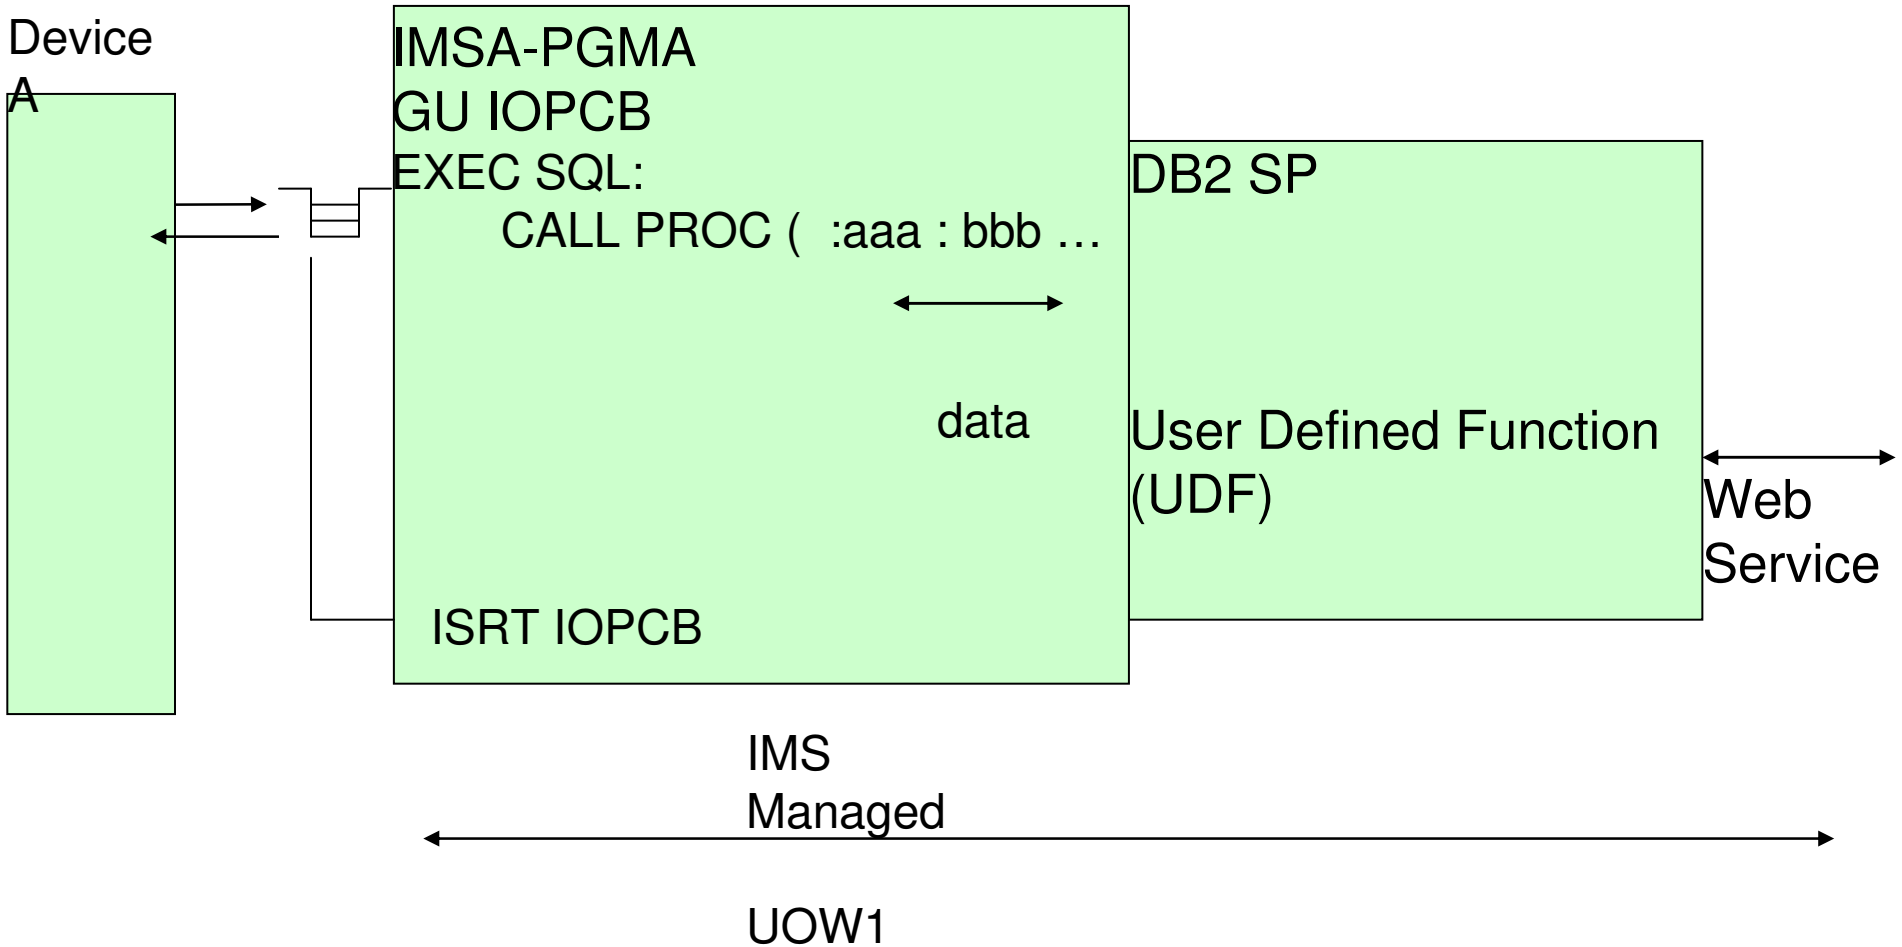 Device
A
IMSA-PGMA
GU IOPCB
EXEC SQL:
CALL PROC (  :aaa : bbb …
data
ISRT IOPCB
DB2 SP
User Defined Function
(UDF)
Web
Service
IMS
Managed
UOW1